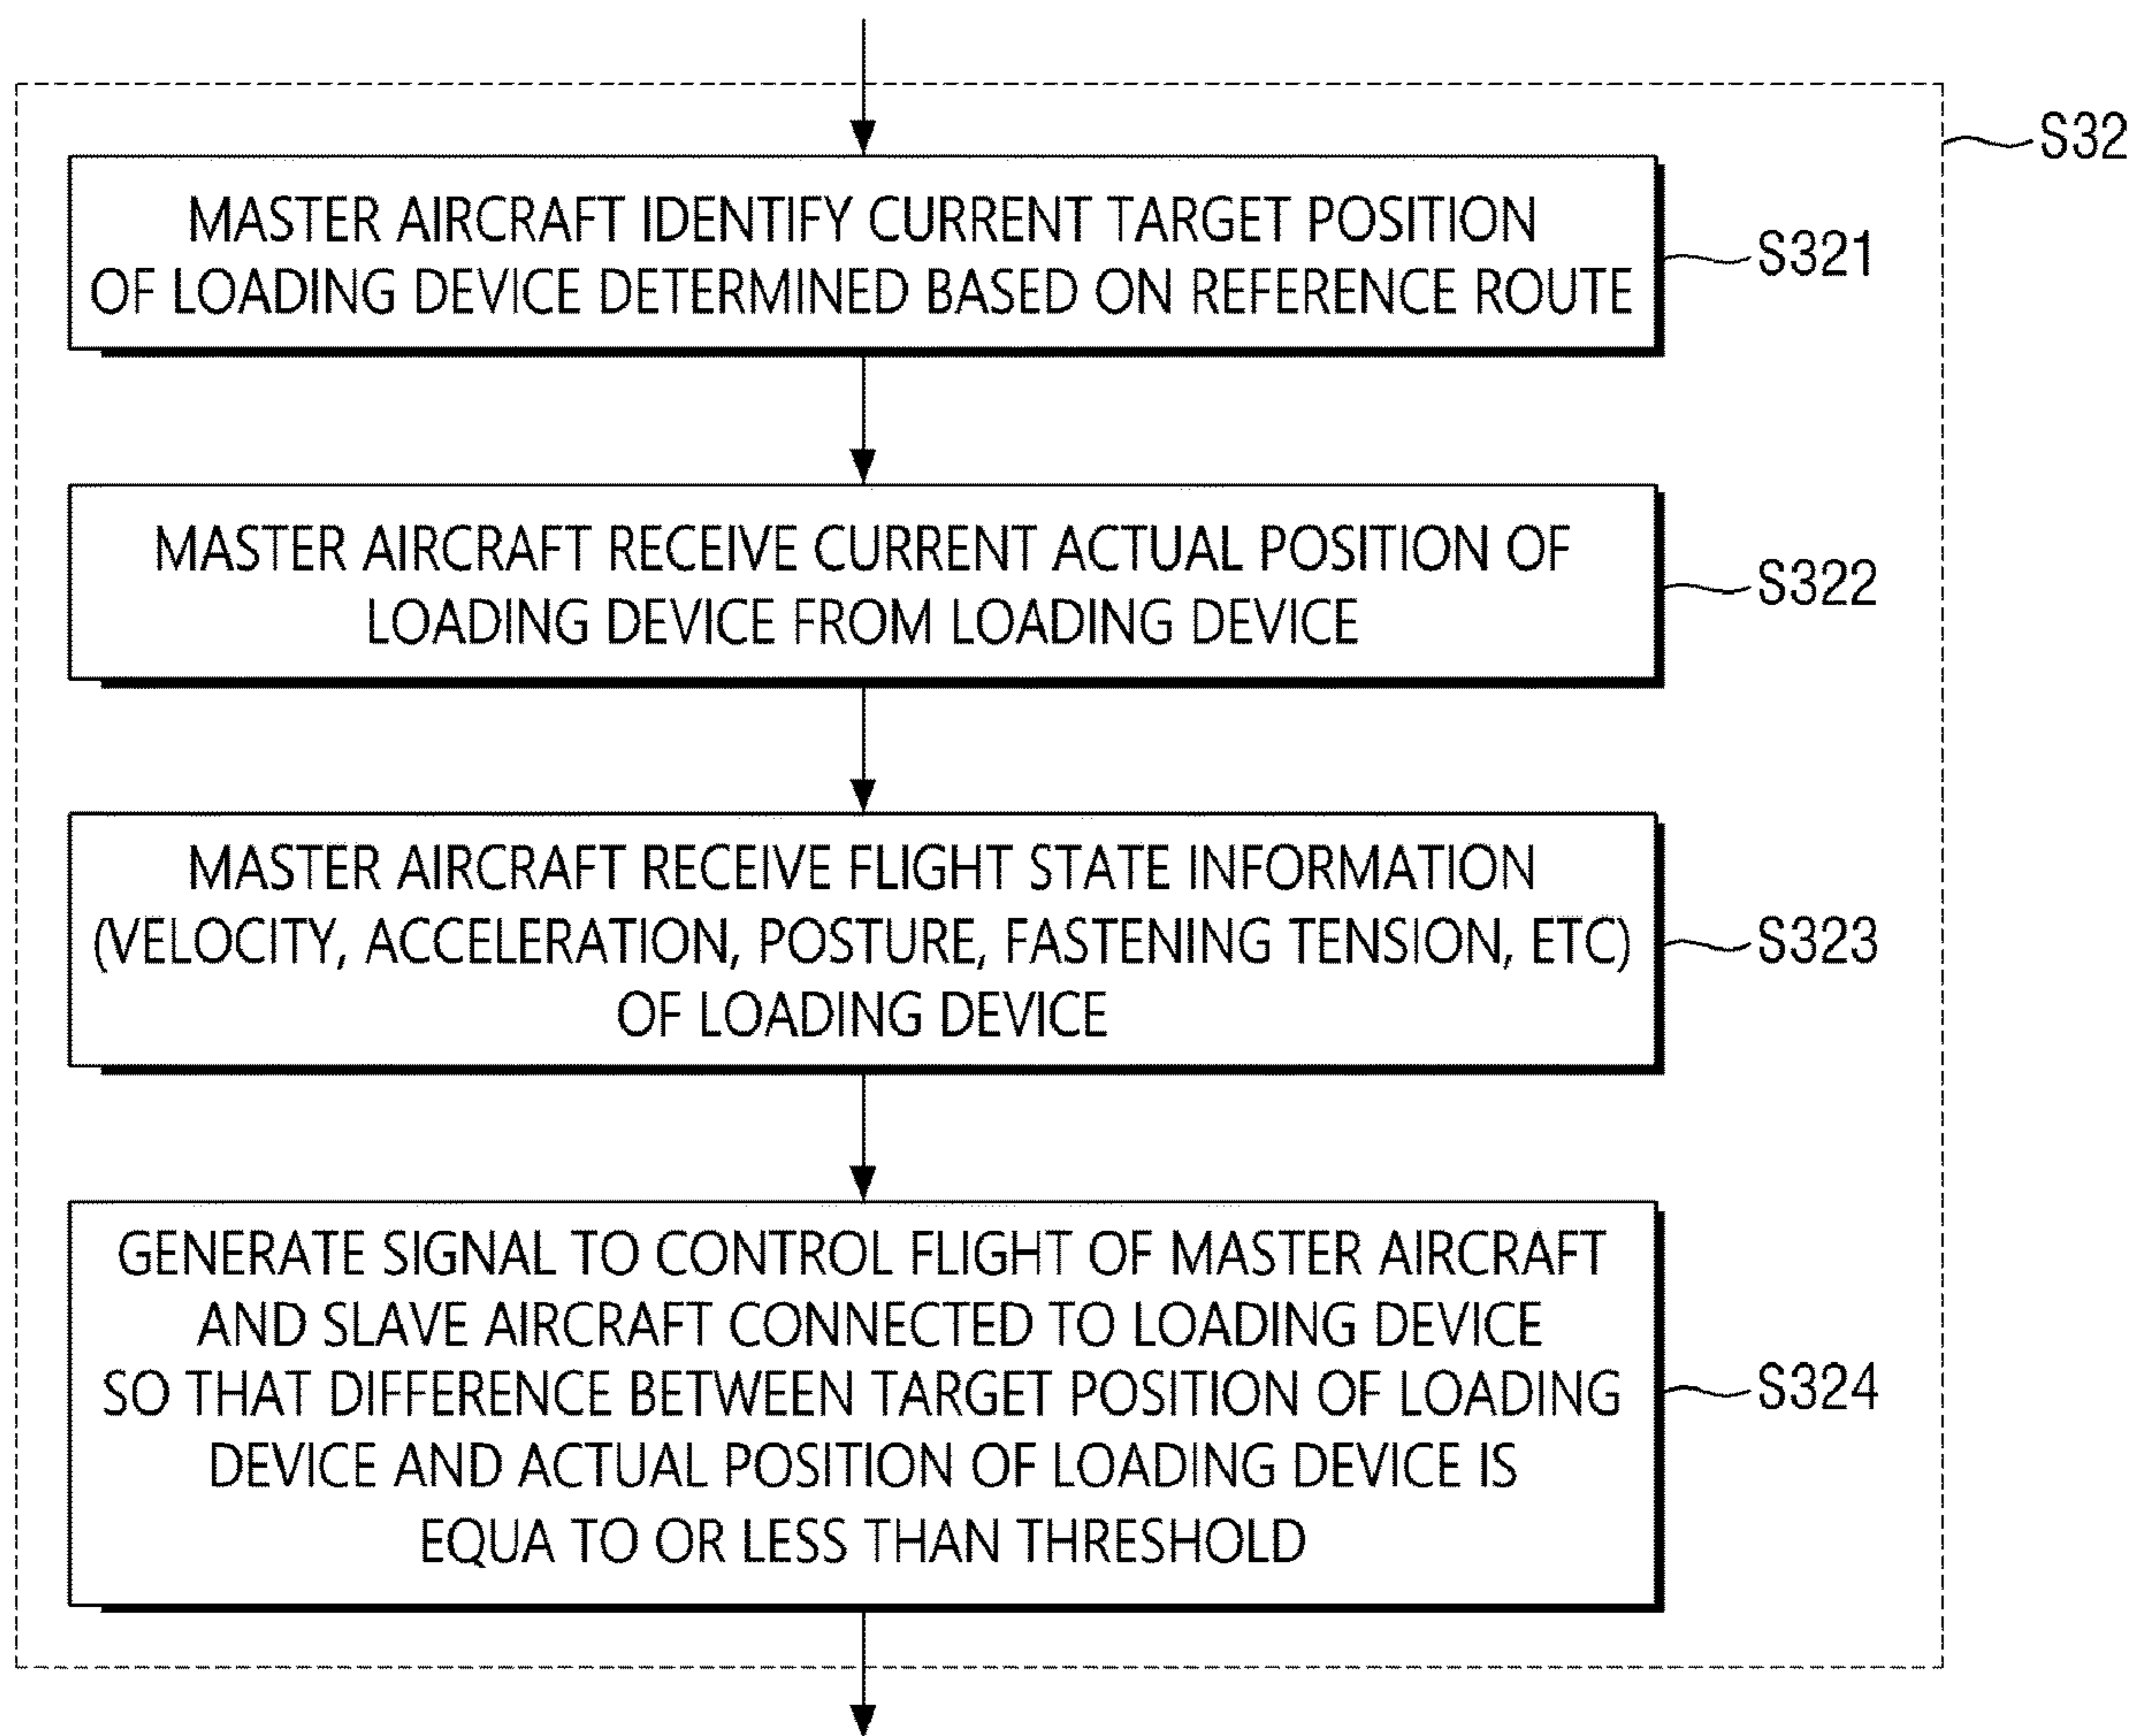 S32
MASTER AIRCRAFT IDENTIFY CURRENT TARGET POSITION
OF LOADING DEVICE DETERMINED BASED ON REFERENCE ROUTE
S321
MASTER AIRCRAFT RECEIVE CURRENT ACTUAL POSITION OF
LOADING DEVICE FROM LOADING DEVICE
S322
MASTER AIRCRAFT RECEIVE FLIGHT STATE INFORMATION
(VELOCITY, ACCELERATION, POSTURE, FASTENING TENSION, ETC)
OF LOADING DEVICE
S323
GENERATE SIGNAL TO CONTROL FLIGHT OF MASTER AIRCRAFT
AND SLAVE AIRCRAFT CONNECTED TO LOADING DEVICE
SO THAT DIFFERENCE BETWEEN TARGET POSITION OF LOADING
DEVICE AND ACTUAL POSITION OF LOADING DEVICE IS
EQUA TO OR LESS THAN THRESHOLD
S324